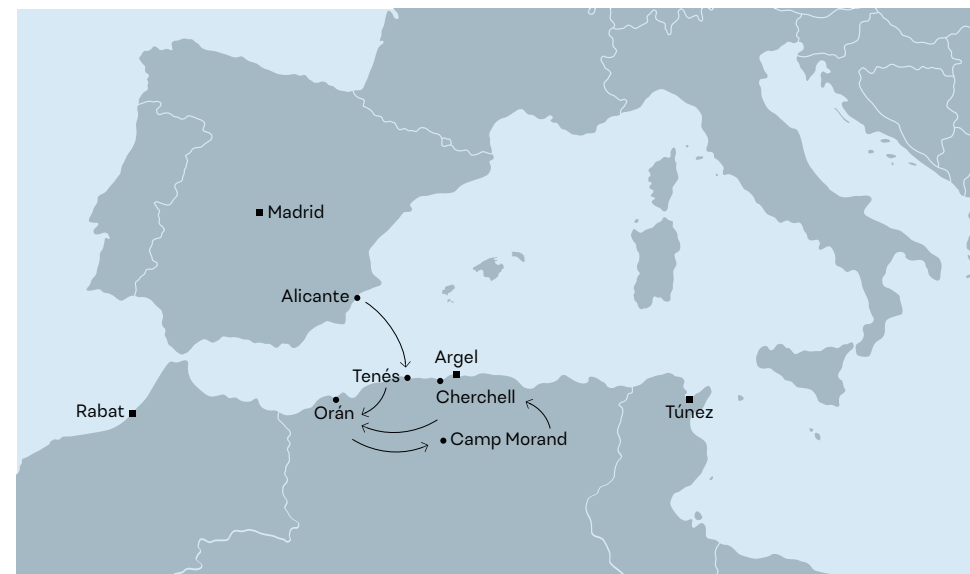 Madrid
Alicante
Argel
Tenés
Cherchell
Orán
Rabat
Túnez
Camp Morand